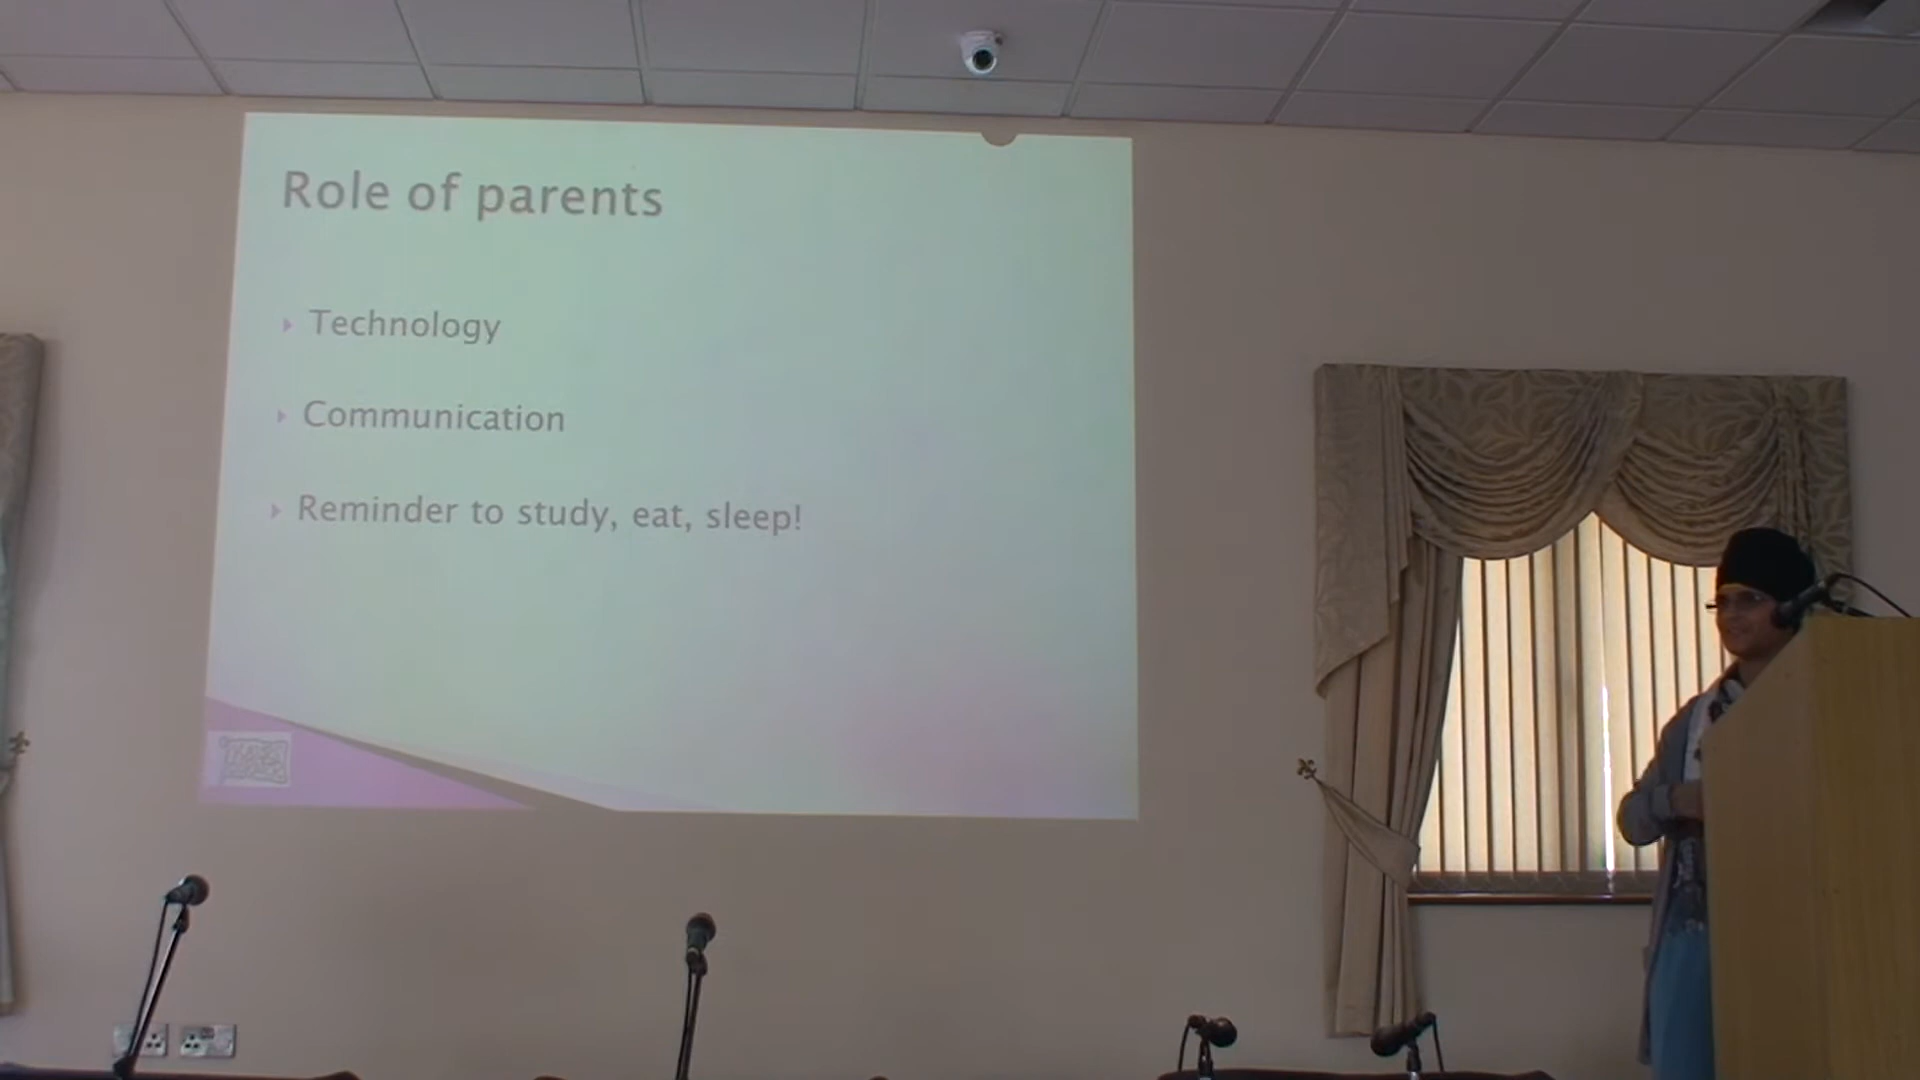 Role of parents
Technology
Communication
Reminder to study, eat, sleep!